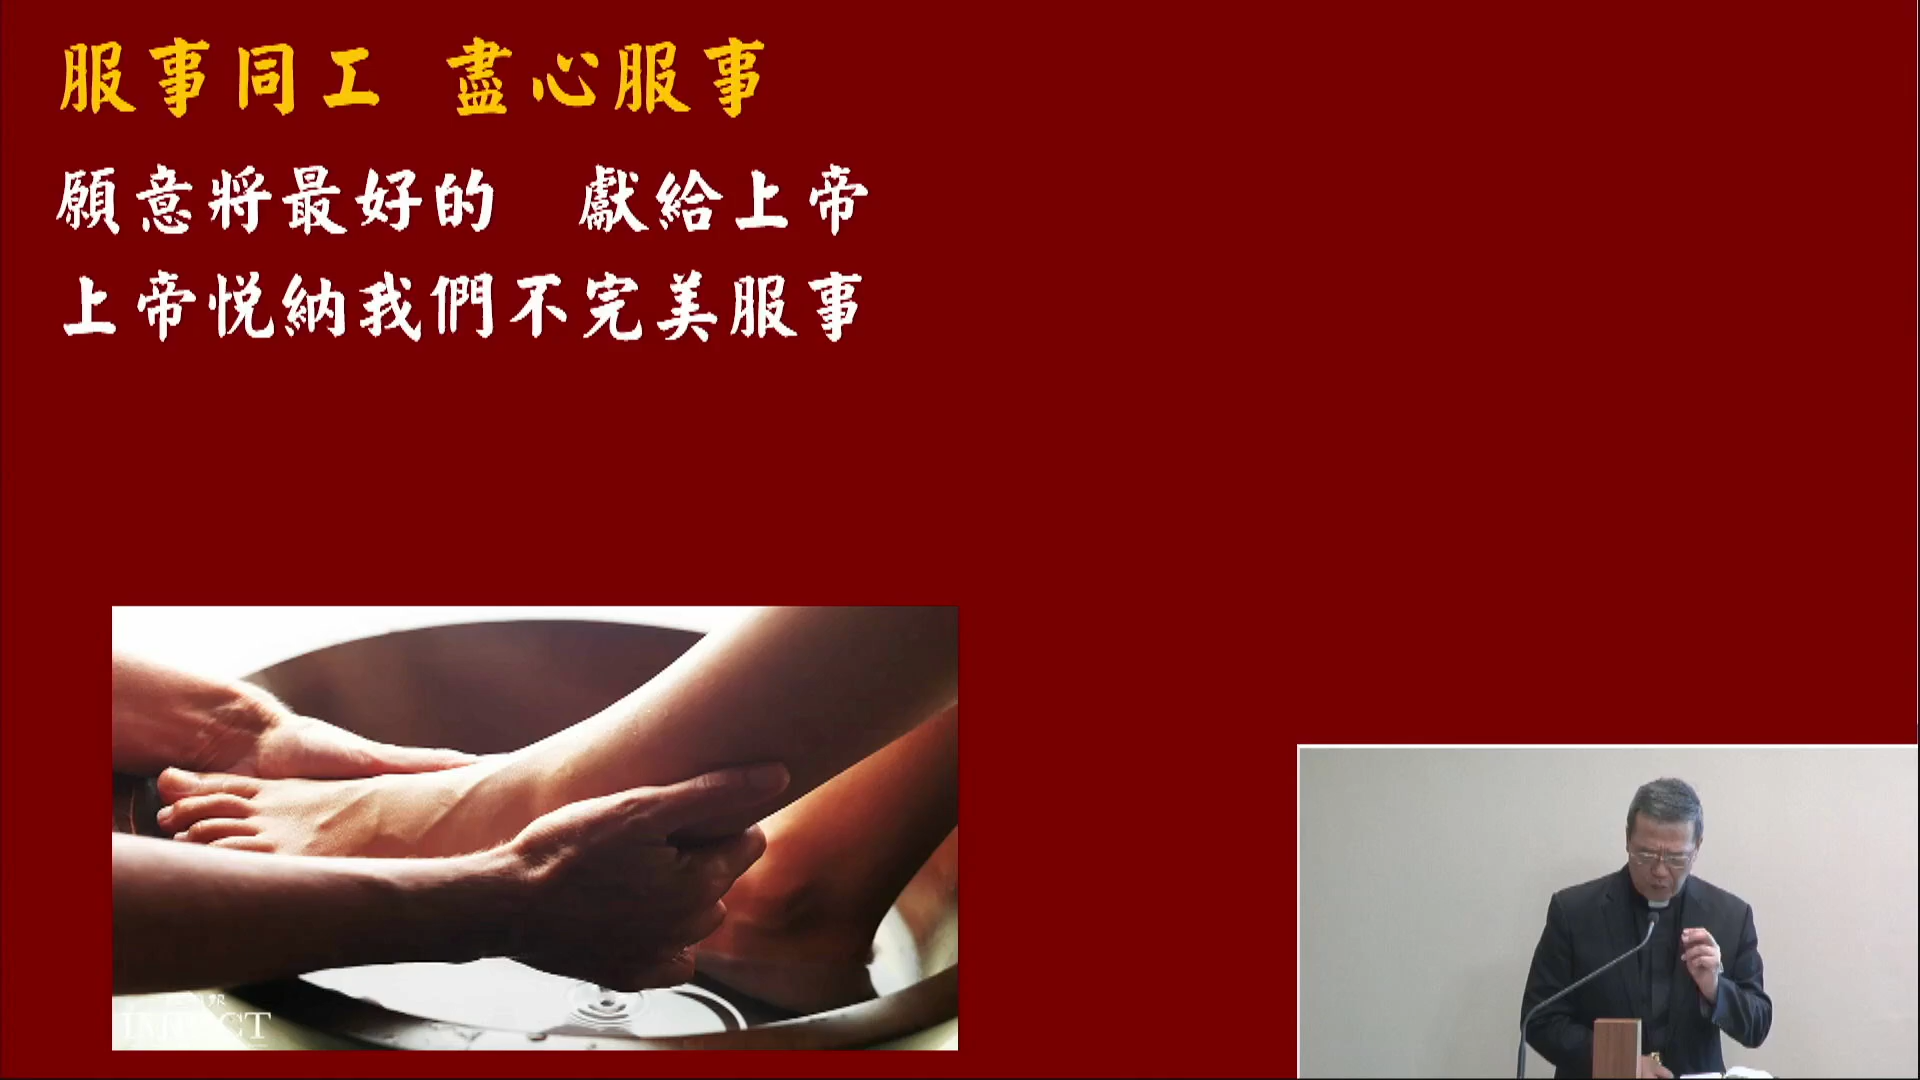 服事同工 盡心服事
願意將最好的 獻給上帝
上帝悅納我們不完美服事